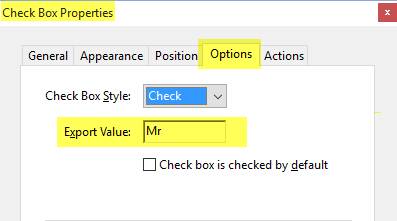 Check Box Properties
General Appearance Position Options Actions
Check Box Style: Check
Export Value: Mr
Check box is checked by default